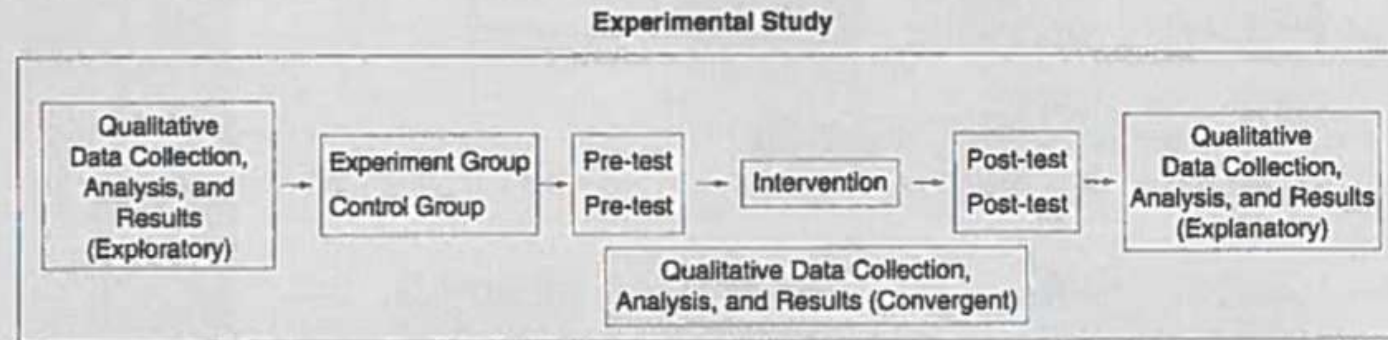 Experimental Study
Qualitative
Data Collection,
Analysis, and
Results
(Exploratory)
Experiment Group
Control Group
Pre-test
Pre-test
Intervention
Post-test
Post-test
Qualitative
Data Collection,
Analysis, and Results
(Explanatory)
Qualitative Data Collection,
Analysis, and Results (Convergent)